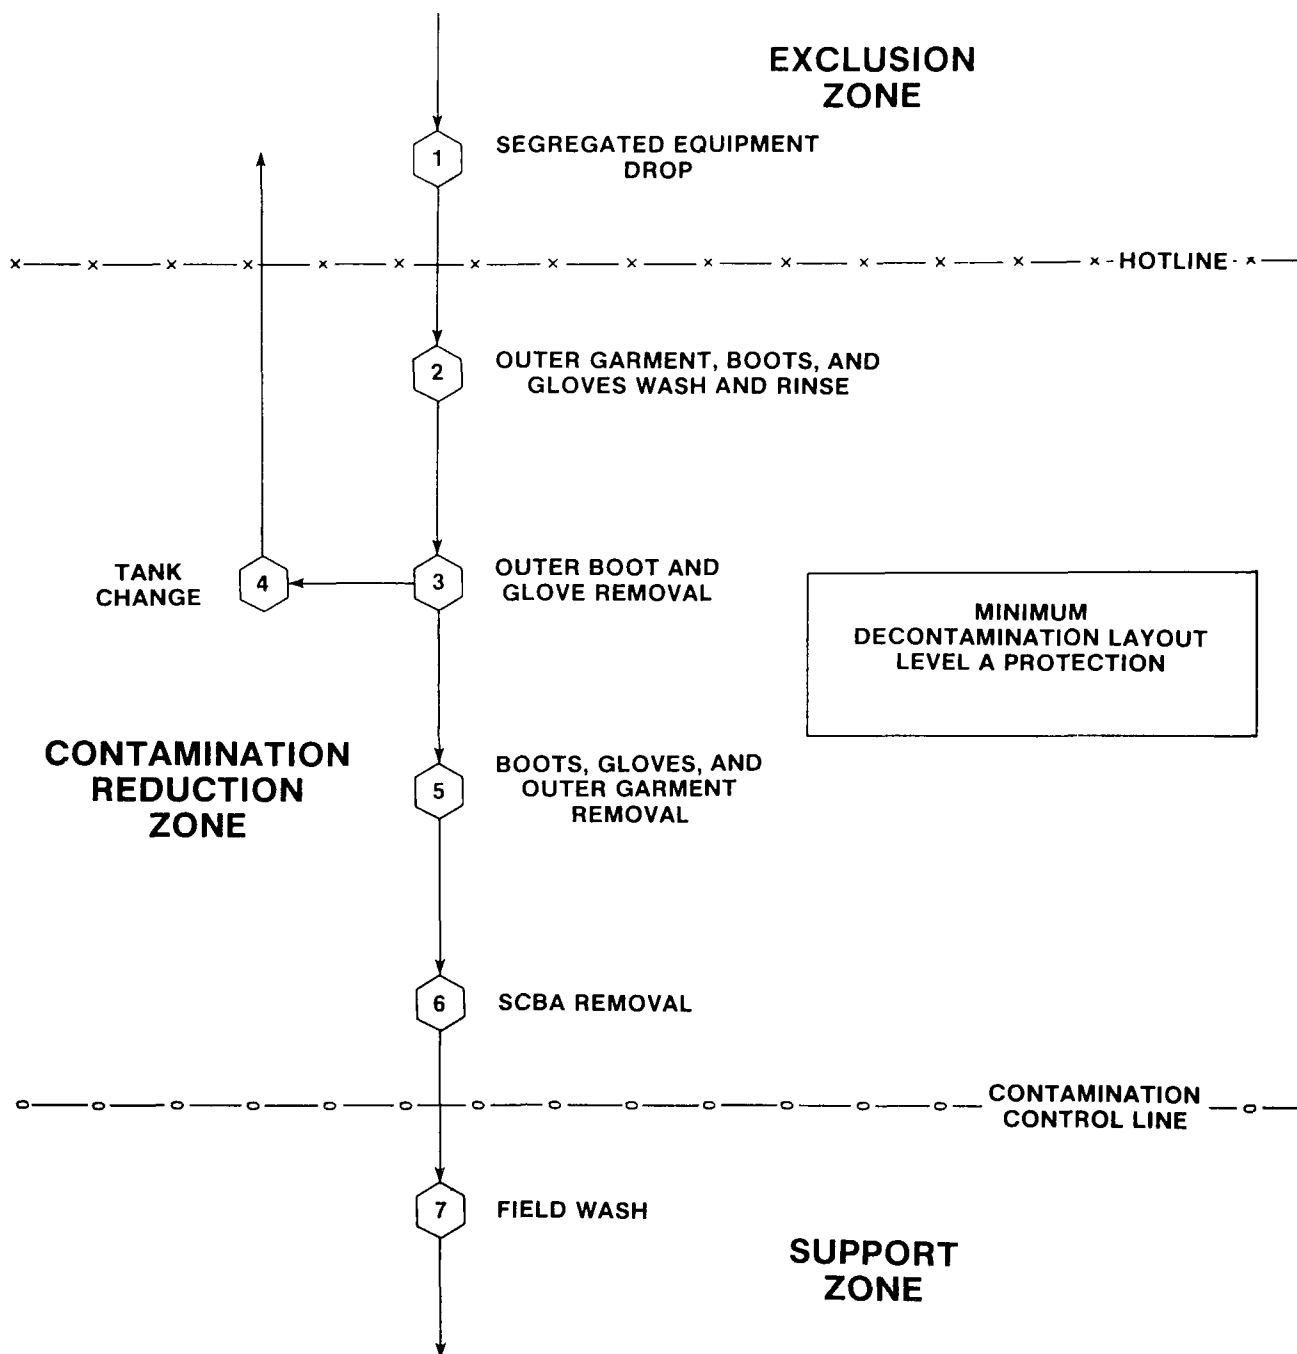 EXCLUSION
ZONE
1
SEGREGATED EQUIPMENT
DROP
HOTLINE
2
OUTER GARMENT, BOOTS, AND
GLOVES WASH AND RINSE
TANK
CHANGE
4
3
OUTER BOOT AND
GLOVE REMOVAL
MINIMUM
DECONTAMINATION LAYOUT
LEVEL A PROTECTION
CONTAMINATION
REDUCTION
ZONE
5
BOOTS, GLOVES, AND
OUTER GARMENT
REMOVAL
6
SCBA REMOVAL
CONTAMINATION
CONTROL LINE
7
FIELD WASH
SUPPORT
ZONE